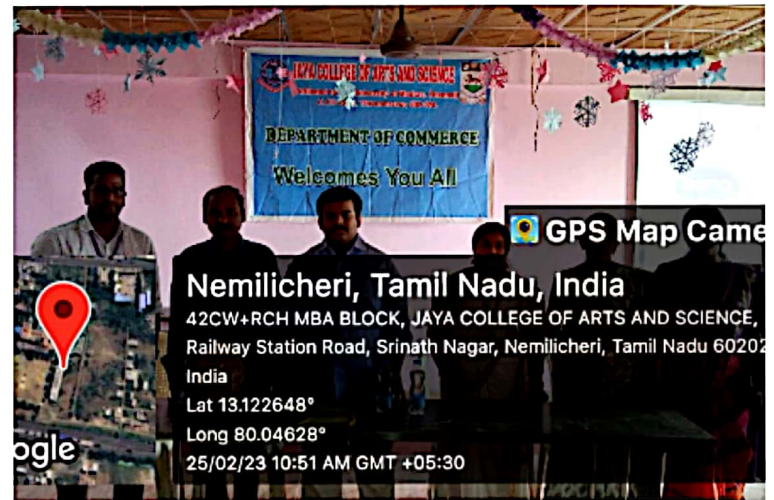 JAYA COLLEGE OF ARTS AND SCIENCE
DEPARTMENT OF COMMERCE
Welcomes You All
GPS Map Came
Nemilicheri, Tamil Nadu, India
42CW+RCH MBA BLOCK, JAYA COLLEGE OF ARTS AND SCIENCE,
Railway Station Road, Srinath Nagar, Nemilicheri, Tamil Nadu 60202
India
Lat 13.122648°
Long 80.04628°
25/02/23 10:51 AM GMT +05:30
ogle